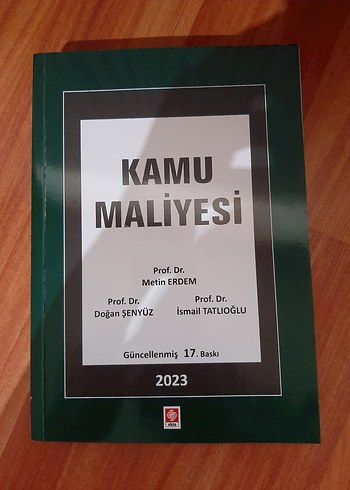 KAMU
MALİYESİ
Prof. Dr.
Metin ERDEM
Prof. Dr.
Doğan ŞENYÜZ
Prof. Dr.
İsmail TATLIOĞLU
Güncellenmiş 17. Baskı
2023